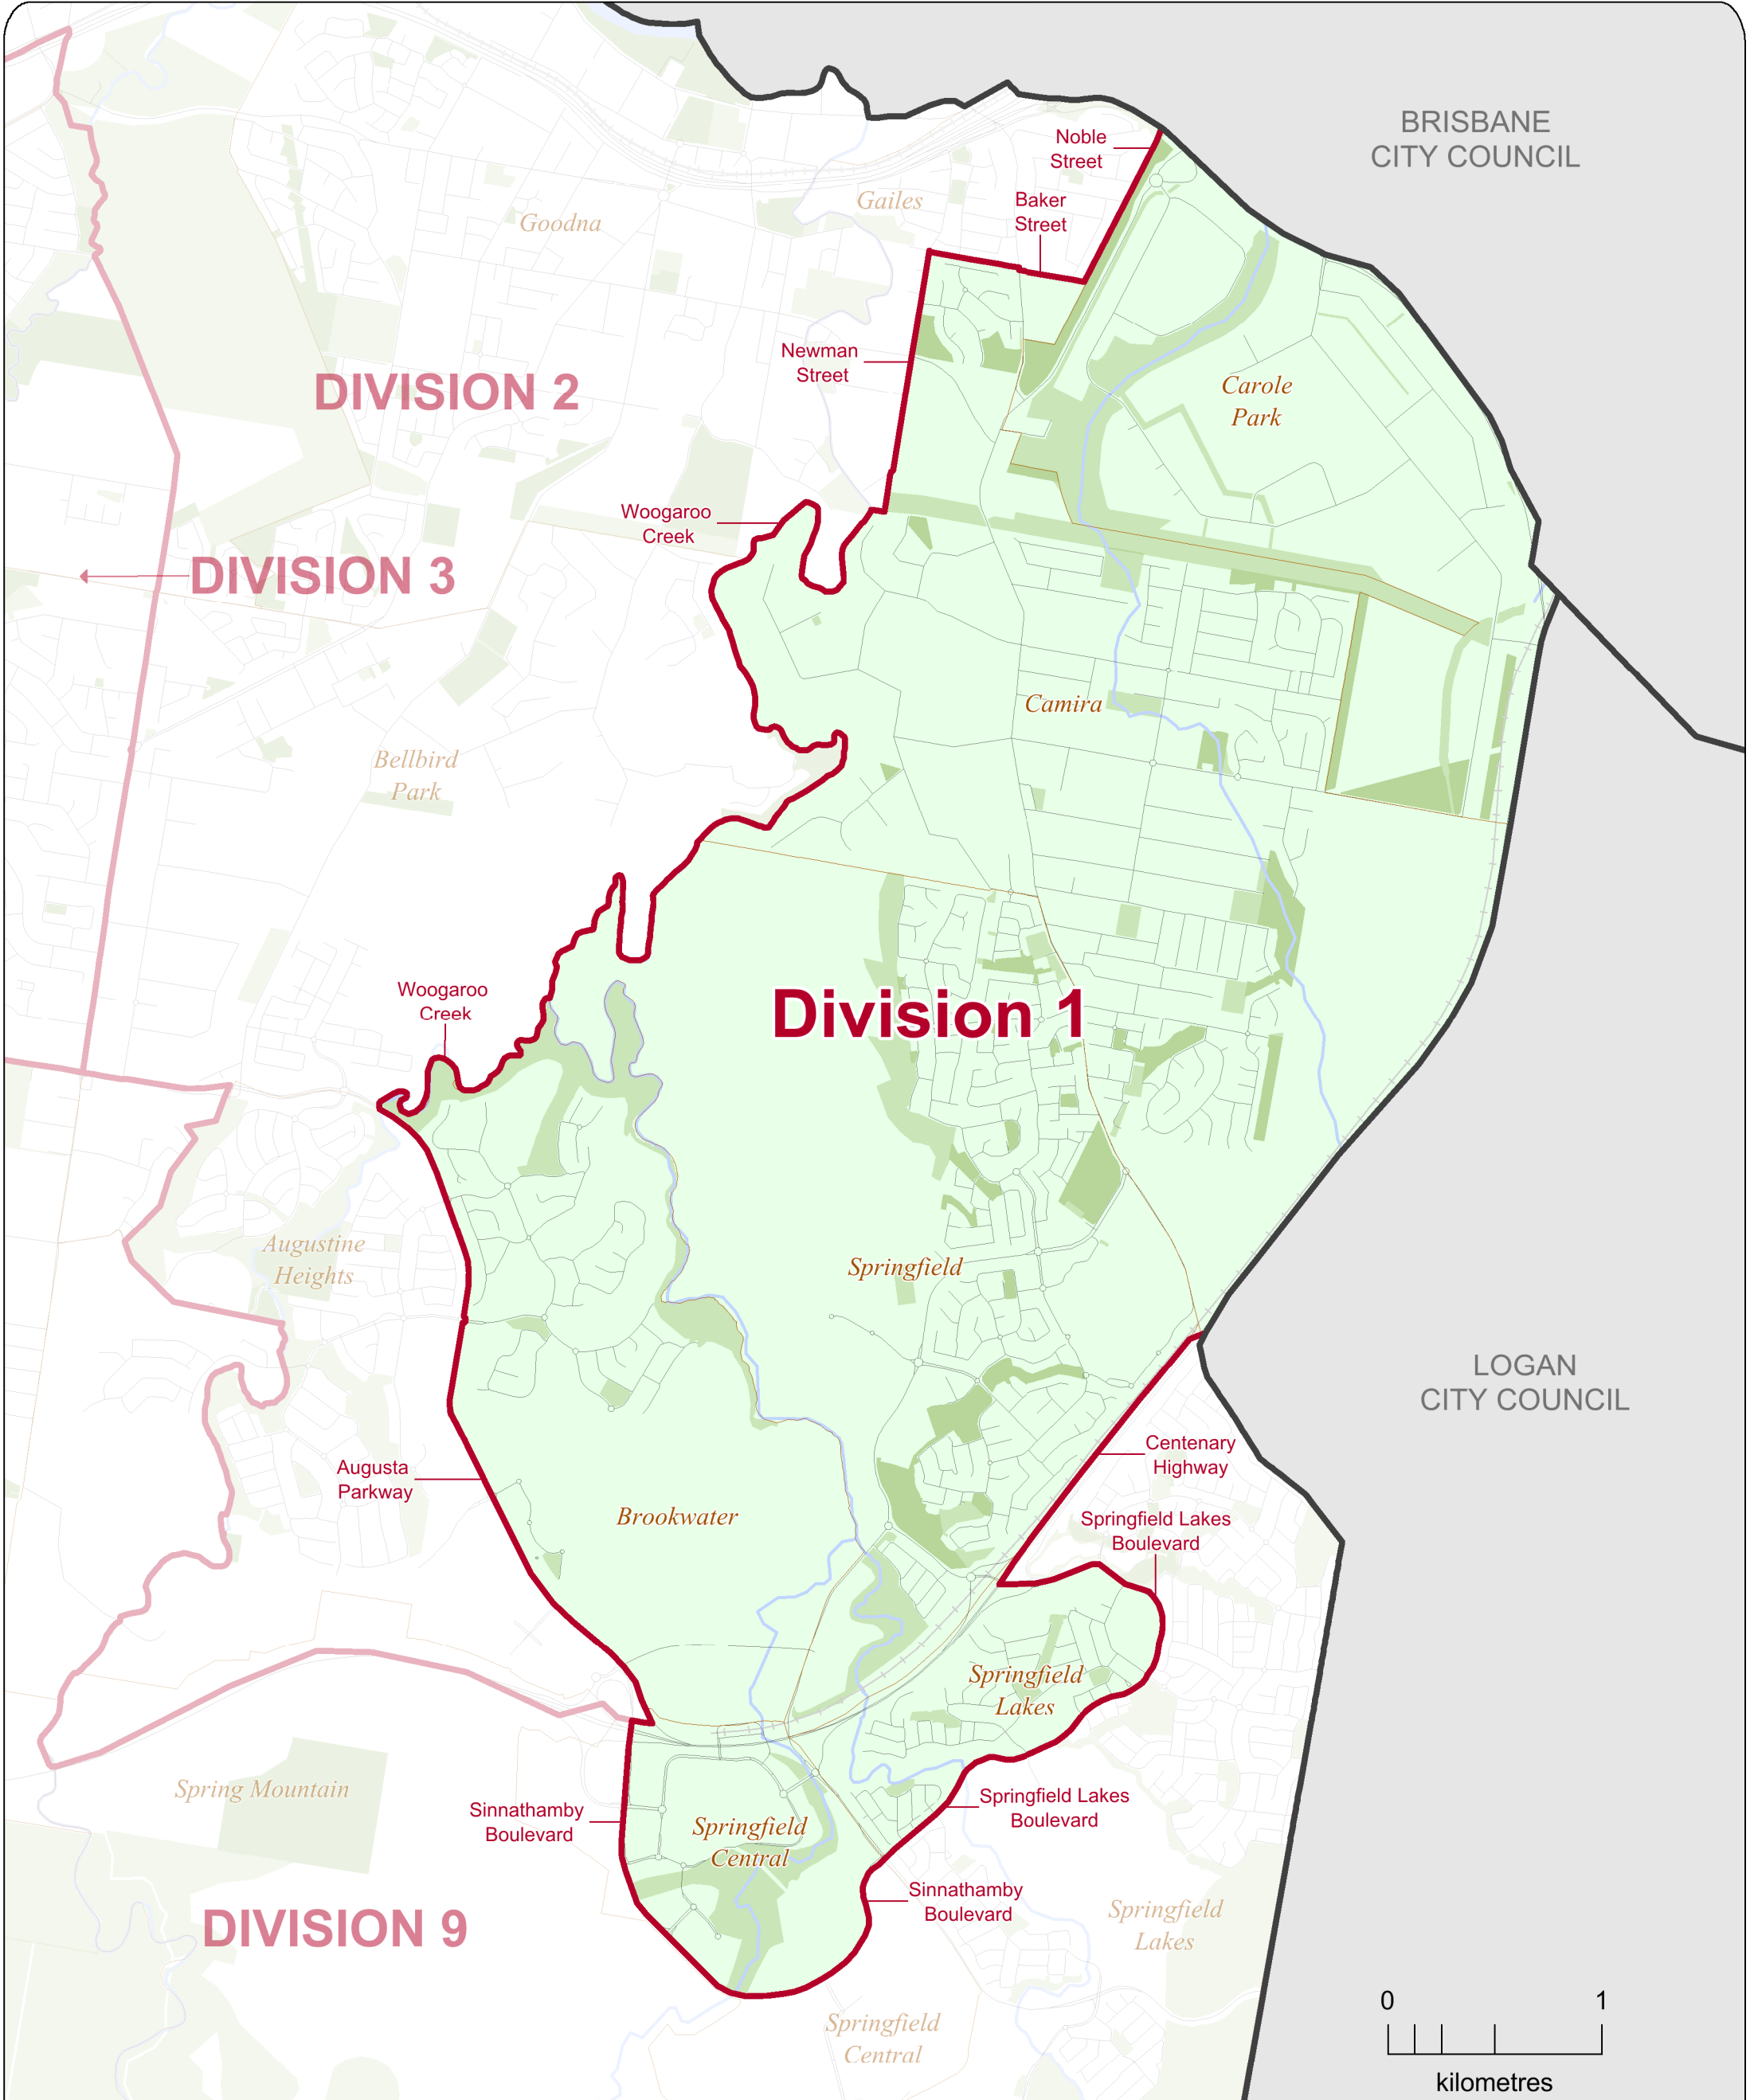 BRISBANE
CITY COUNCIL
Noble
Street
Gailes
Baker
Street
Goodna
Newman
Street
DIVISION 2
Carole
Park
Woogaroo
Creek
DIVISION 3
Camira
Bellbird
Park
Woogaroo
Creek
Division 1
Augustine
Heights
Springfield
LOGAN
CITY COUNCIL
Centenary
Highway
Augusta
Parkway
Brookwater
Springfield Lakes
Boulevard
Springfield
Lakes
Spring Mountain
Sinnathamby
Boulevard
Springfield
Central
Springfield Lakes
Boulevard
Sinnathamby
Boulevard
DIVISION 9
Springfield
Lakes
Springfield
Central
0 1
kilometres